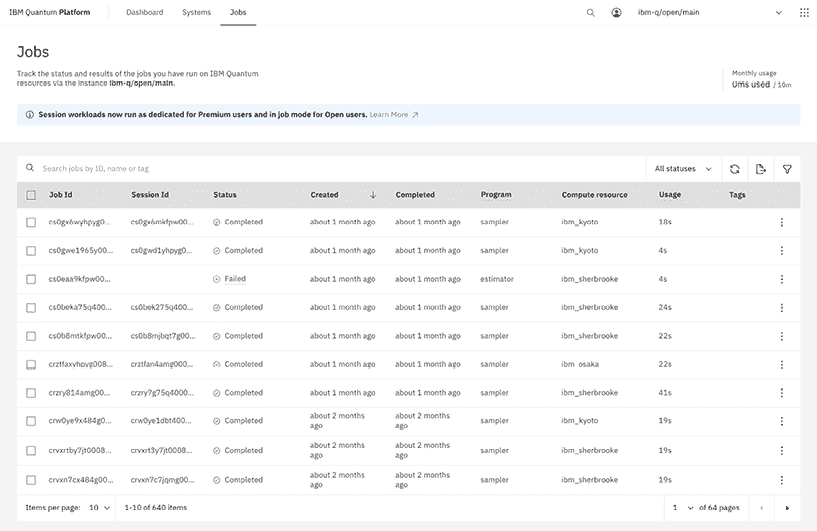 IBM Quantum Platform Dashboard Systems Jobs ibm-q/open/main
Jobs
Track the status and results of the jobs you have run on IBM Quantum
resources via the instance ibm-q/open/main.
Monthly usage
0ms used / 10m
Session workloads now run as dedicated for Premium users and in job mode for Open users. Learn More
Search jobs by ID, name or tag All statuses
Job Id Session Id Status Created Completed Program Compute resource Usage Tags
cs0gx6wyhpyg0... cs0gx6mkfpw00... Completed about 1 month ago about 1 month ago sampler ibm_kyoto 18s
cs0gwe1965y00... cs0gwd1yhpyg0... Completed about 1 month ago about 1 month ago sampler ibm_kyoto 4s
cs0eaa9kfpw00... Failed about 1 month ago about 1 month ago estimator ibm_sherbrooke 4s
cs0beka75q400... cs0bek275q400... Completed about 1 month ago about 1 month ago sampler ibm_sherbrooke 24s
cs0b8mtkfpw00... cs0b8mjbqt7g00... Completed about 1 month ago about 1 month ago sampler ibm_sherbrooke 22s
crztfaxyhpyg008... crztfan4amg000... Completed about 1 month ago about 1 month ago sampler ibm_osaka 22s
crzry814amg00... crzry7g75q4000... Completed about 1 month ago about 1 month ago sampler ibm_sherbrooke 41s
crw0ye9x484g0... crw0ye1dbt400... Completed about 2 months ago about 2 months ago sampler ibm_kyoto 19s
crvxrtby7jt0008... crvxrt3y7jt0008... Completed about 2 months ago about 2 months ago sampler ibm_sherbrooke 19s
crvxn7cx484g00... crvxn7c7jqmg00... Completed about 2 months ago about 2 months ago sampler ibm_sherbrooke 19s
Items per page: 10 1-10 of 640 items 1 of 64 pages